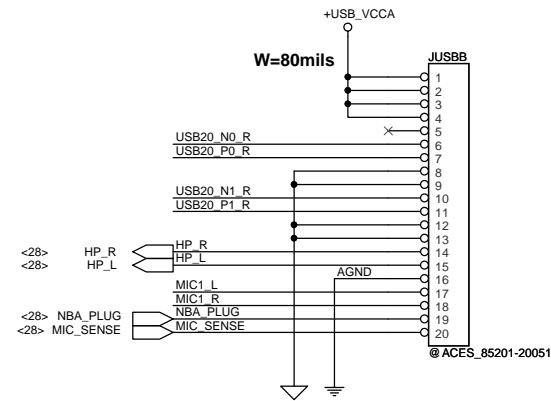 +USB_VCCA
W=80mils
JUSBB
1
2
3
4
5
USB20_N0_R 6
USB20_P0_R 7
8
9
USB20_N1_R 10
USB20_P1_R 11
12
13
<28> HP_R HP_R 14
<28> HP_L HP_L 15
AGND 16
MIC1_L 17
MIC1_R 18
<28> NBA_PLUG NBA_PLUG 19
<28> MIC_SENSE MIC_SENSE 20
@ACES_85201-20051